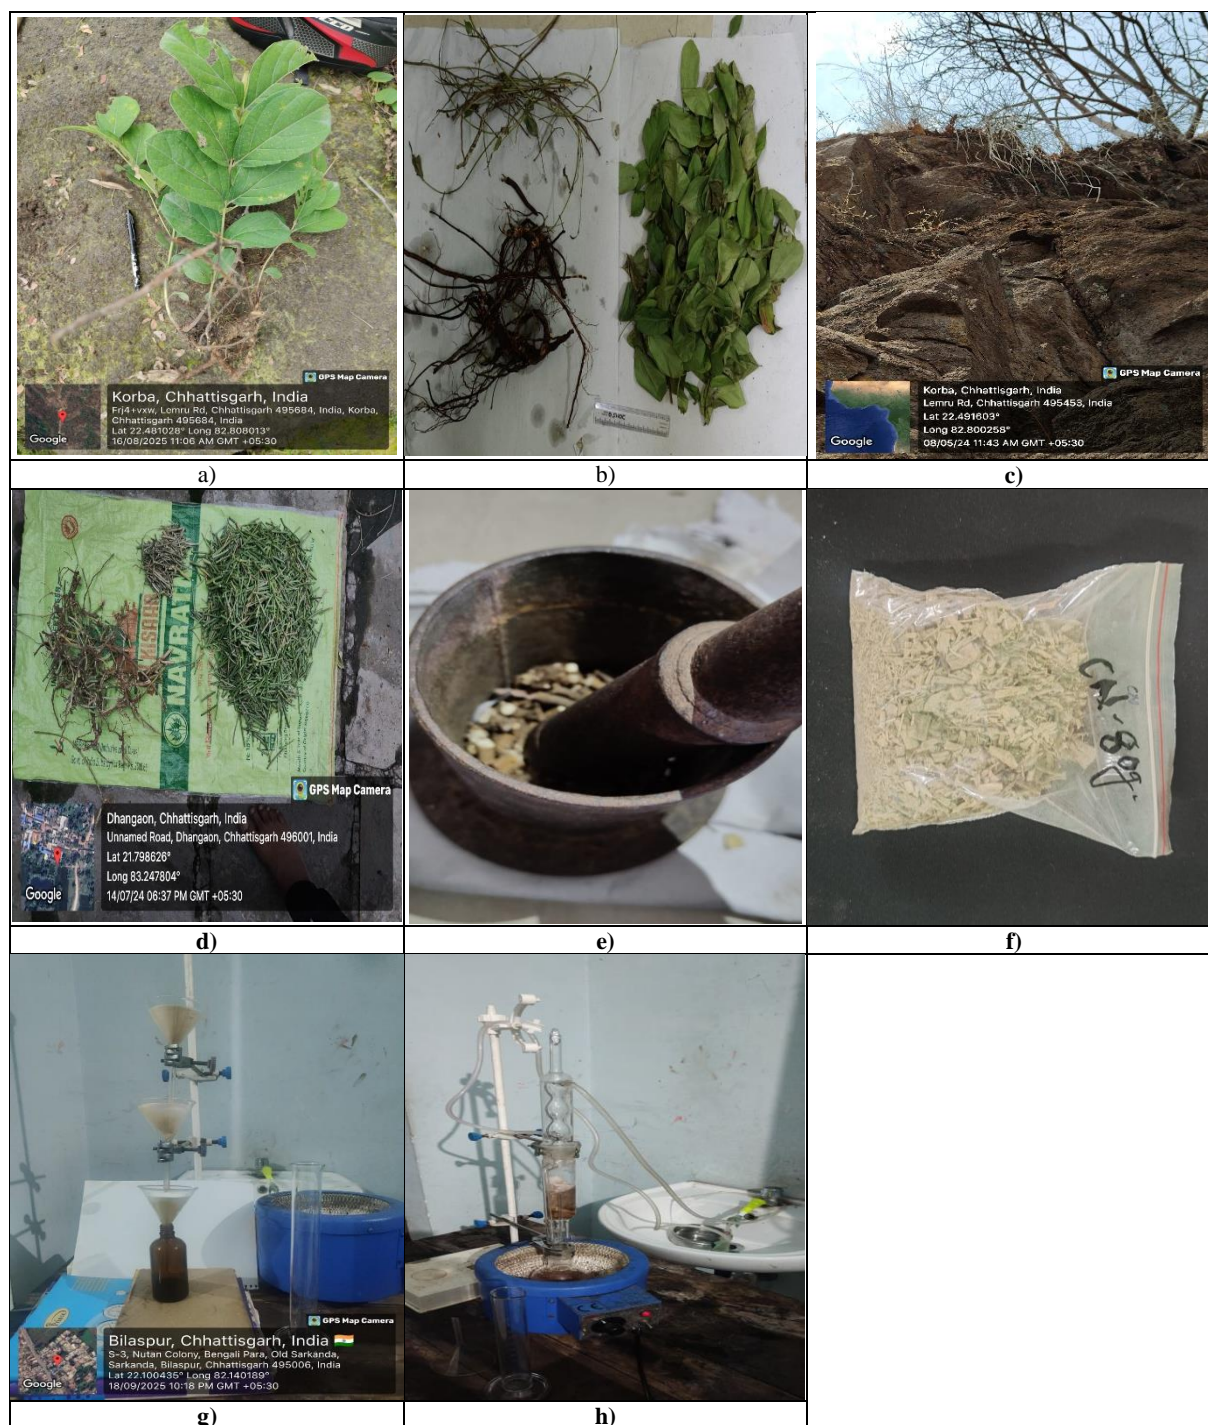 GPS Map Camera
Korba, Chhattisgarh, India
Frj4+vxw, Lemru Rd, Chhattisgarh 495684, India, Korba,
Chhattisgarh 495684, India
Lat 22.481028° Long 82.808013°
16/08/2025 11:06 AM GMT +05:30
Google
GPS Map Camera
Korba, Chhattisgarh, India
Lemru Rd, Chhattisgarh 495453, India
Lat 22.491603°
Long 82.800258°
08/05/24 11:43 AM GMT +05:30
Google
a)
b)
c)
NAVRAT
GPS Map Camera
Dhangaon, Chhattisgarh, India
Unnamed Road, Dhangaon, Chhattisgarh 496001, India
Lat 21.798626°
Long 83.247804°
14/07/24 06:37 PM GMT +05:30
Google
CN-80g.
d)
e)
f)
GPS Map Camera
Bilaspur, Chhattisgarh, India
S-3, Nutan Colony, Bengali Para, Old Sarkanda,
Sarkanda, Bilaspur, Chhattisgarh 495006, India
Lat 22.100435° Long 82.140189°
18/09/2025 10:18 PM GMT +05:30
Google
g)
h)